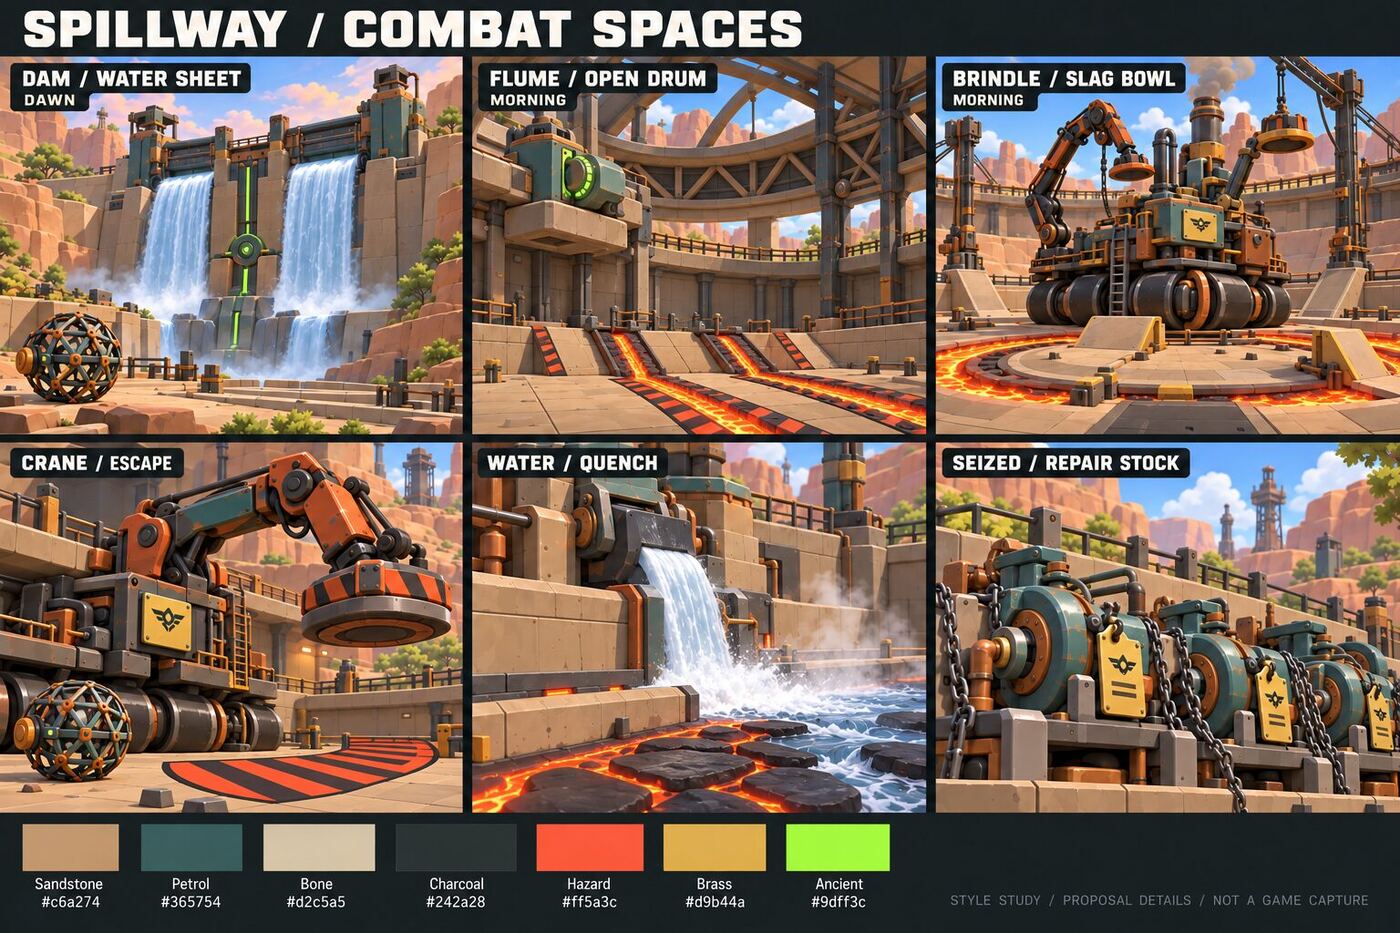 SPILLWAY / COMBAT SPACES
DAM / WATER SHEET
DAWN
FLUME / OPEN DRUM
MORNING
BRINDLE / SLAG BOWL
MORNING
CRANE / ESCAPE
WATER / QUENCH
SEIZED / REPAIR STOCK
Sandstone
#c6a274
Petrol
#365754
Bone
#d2c5a5
Charcoal
#242a28
Hazard
#ff5a3c
Brass
#d9b44a
Ancient
#9dff3c
STYLE STUDY / PROPOSAL DETAILS / NOT A GAME CAPTURE